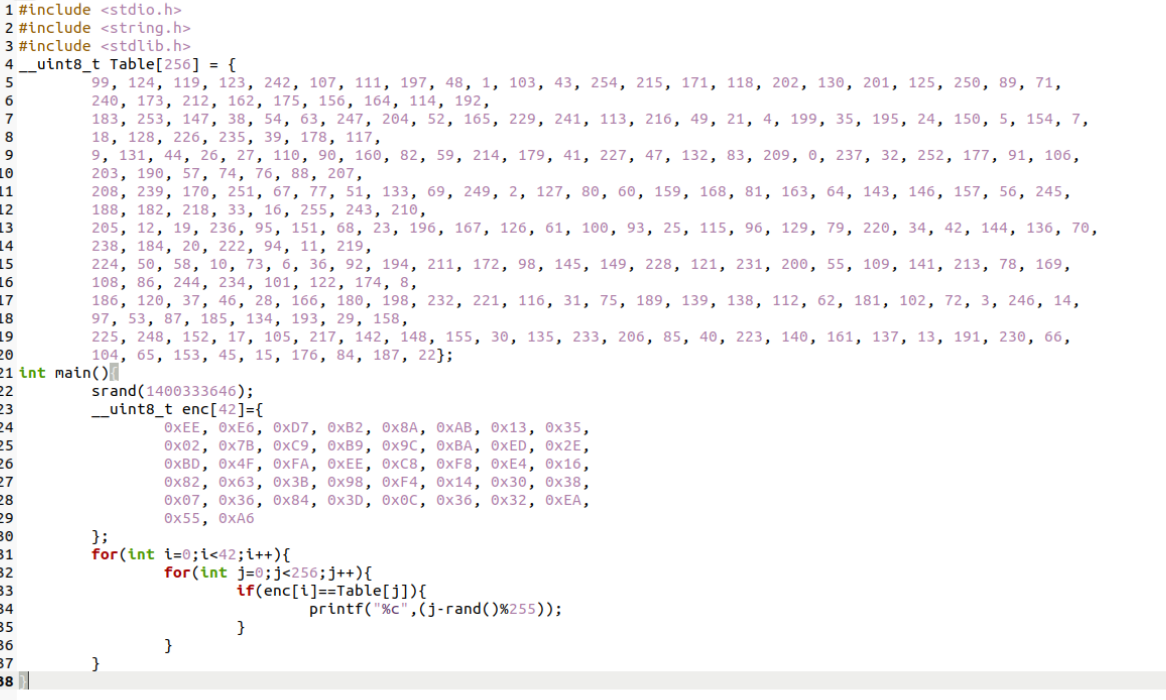 1 #include <stdio.h>
2 #include <string.h>
3 #include <stdlib.h>
4 __uint8_t Table[256] = {
5 99, 124, 119, 123, 242, 107, 111, 197, 48, 1, 103, 43, 254, 215, 171, 118, 202, 130, 201, 125, 250, 89, 71,
6 240, 173, 212, 162, 175, 156, 164, 114, 192,
7 183, 253, 147, 38, 54, 63, 247, 204, 52, 165, 229, 241, 113, 216, 49, 21, 4, 199, 35, 195, 24, 150, 5, 154, 7,
8 18, 128, 226, 235, 39, 178, 117,
9 9, 131, 44, 26, 27, 110, 90, 160, 82, 59, 214, 179, 41, 227, 47, 132, 83, 209, 0, 237, 32, 252, 177, 91, 106,
10 203, 190, 57, 74, 76, 88, 207,
11 208, 239, 170, 251, 67, 77, 51, 133, 69, 249, 2, 127, 80, 60, 159, 168, 81, 163, 64, 143, 146, 157, 56, 245,
12 188, 182, 218, 33, 16, 255, 243, 210,
13 205, 12, 19, 236, 95, 151, 68, 23, 196, 167, 126, 61, 100, 93, 25, 115, 96, 129, 79, 220, 34, 42, 144, 136, 70,
14 238, 184, 20, 222, 94, 11, 219,
15 224, 50, 58, 10, 73, 6, 36, 92, 194, 211, 172, 98, 145, 149, 228, 121, 231, 200, 55, 109, 141, 213, 78, 169,
16 108, 86, 244, 234, 101, 122, 174, 8,
17 186, 120, 37, 46, 28, 166, 180, 198, 232, 221, 116, 31, 75, 189, 139, 138, 112, 62, 181, 102, 72, 3, 246, 14,
18 97, 53, 87, 185, 134, 193, 29, 158,
19 225, 248, 152, 17, 105, 217, 142, 148, 155, 30, 135, 233, 206, 85, 40, 223, 140, 161, 137, 13, 191, 230, 66,
20 104, 65, 153, 45, 15, 176, 84, 187, 22};
21 int main(){
22 srand(1400333646);
23 __uint8_t enc[42]={
24 0xEE, 0xE6, 0xD7, 0xB2, 0x8A, 0xAB, 0x13, 0x35,
25 0x02, 0x7B, 0xC9, 0xB9, 0x9C, 0xBA, 0xED, 0x2E,
26 0xBD, 0x4F, 0xFA, 0xEE, 0xC8, 0xF8, 0xE4, 0x16,
27 0x82, 0x63, 0x3B, 0x98, 0xF4, 0x14, 0x30, 0x38,
28 0x07, 0x36, 0x84, 0x3D, 0x0C, 0x36, 0x32, 0xEA,
29 0x55, 0xA6
30 };
31 for(int i=0;i<42;i++){
32 for(int j=0;j<256;j++){
33 if(enc[i]==Table[j]){
34 printf("%c",(j-rand()%255));
35 }
36 }
37 }
38 }